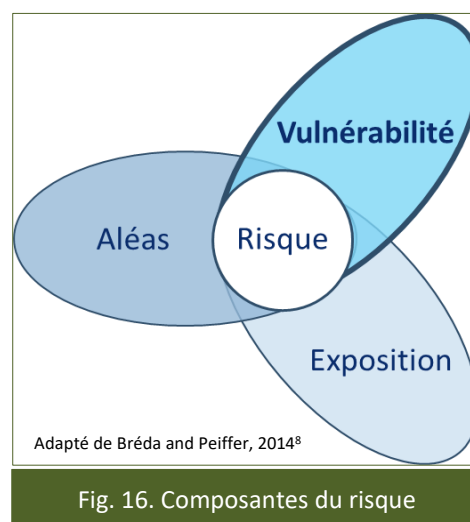 Vulnérabilité
Aléas
Risque
Exposition
Adapté de Bréda and Peiffer, 2014⁸
Fig. 16. Composantes du risque